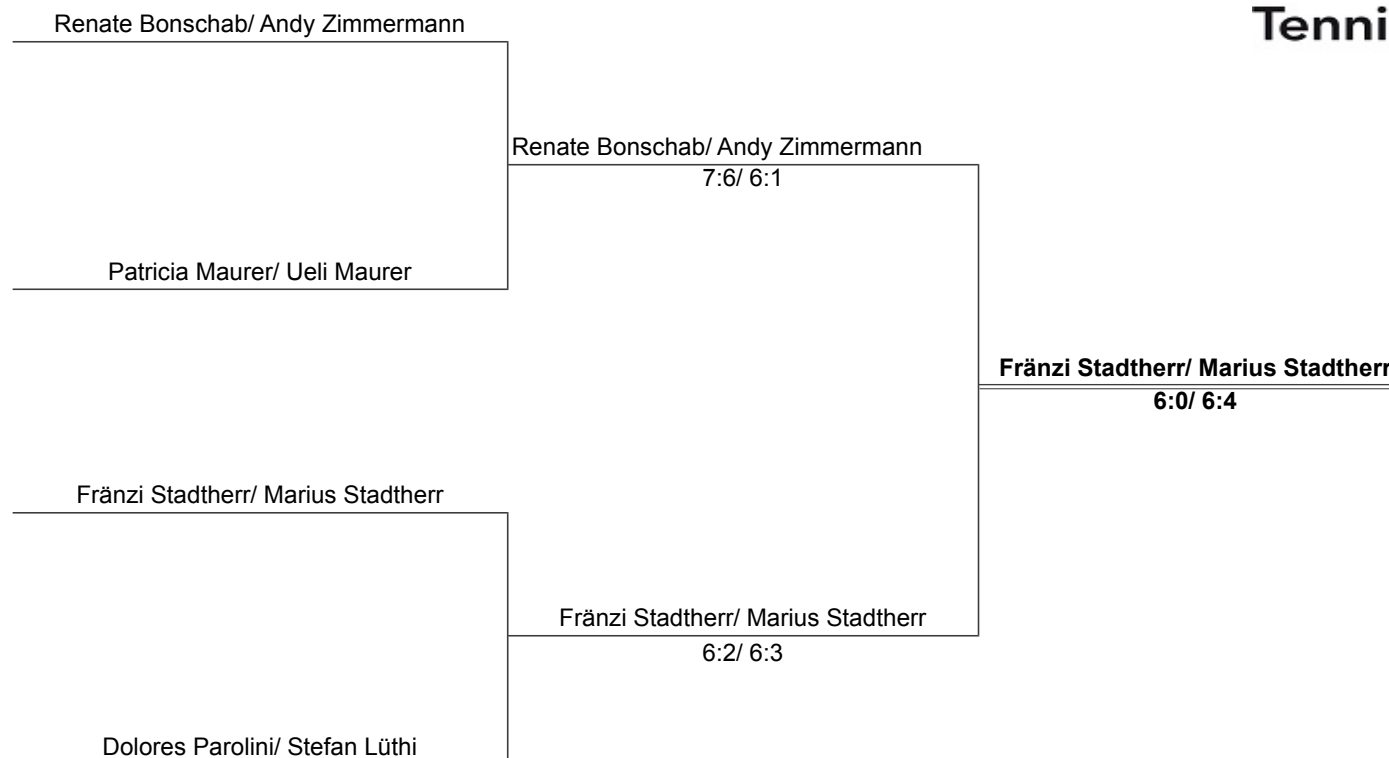 Renate Bonschab/ Andy Zimmermann
Tenni
Renate Bonschab/ Andy Zimmermann
7:6/ 6:1
Patricia Maurer/ Ueli Maurer
Fränzi Stadtherr/ Marius Stadtherr
6:0/ 6:4
Fränzi Stadtherr/ Marius Stadtherr
Fränzi Stadtherr/ Marius Stadtherr
6:2/ 6:3
Dolores Parolini/ Stefan Lüthi